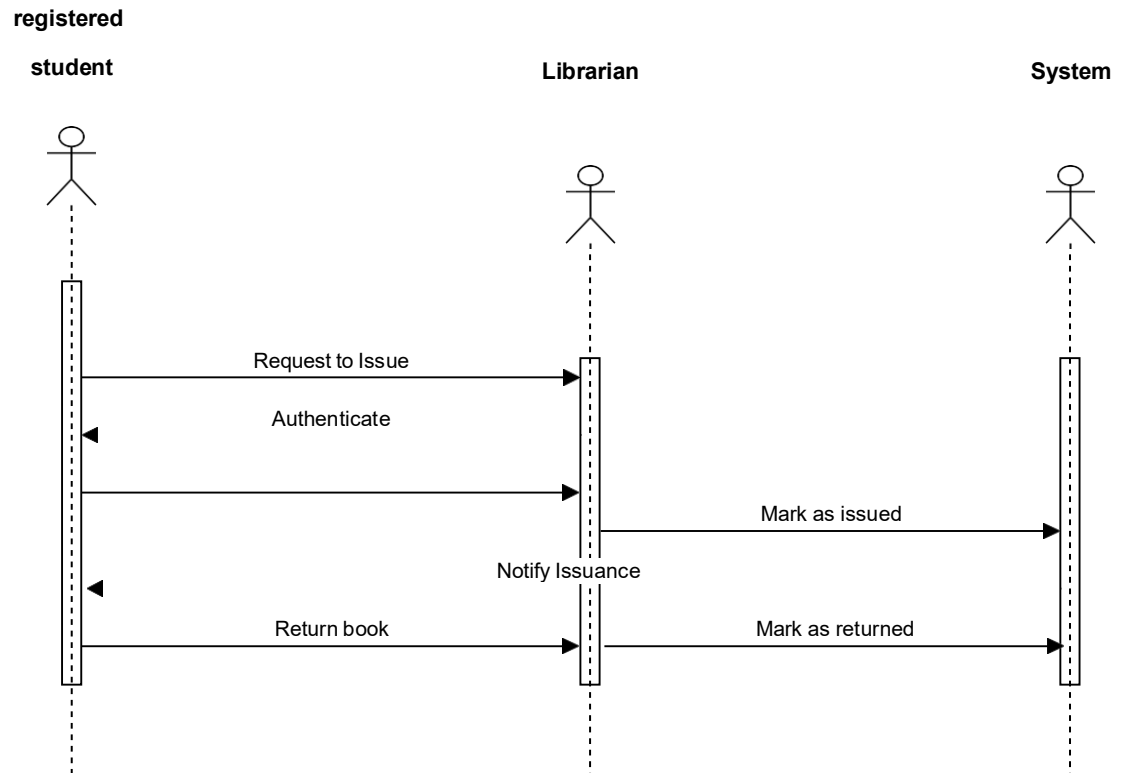 registered
student
Librarian
System
Request to Issue
Authenticate
Mark as issued
Notify Issuance
Return book
Mark as returned